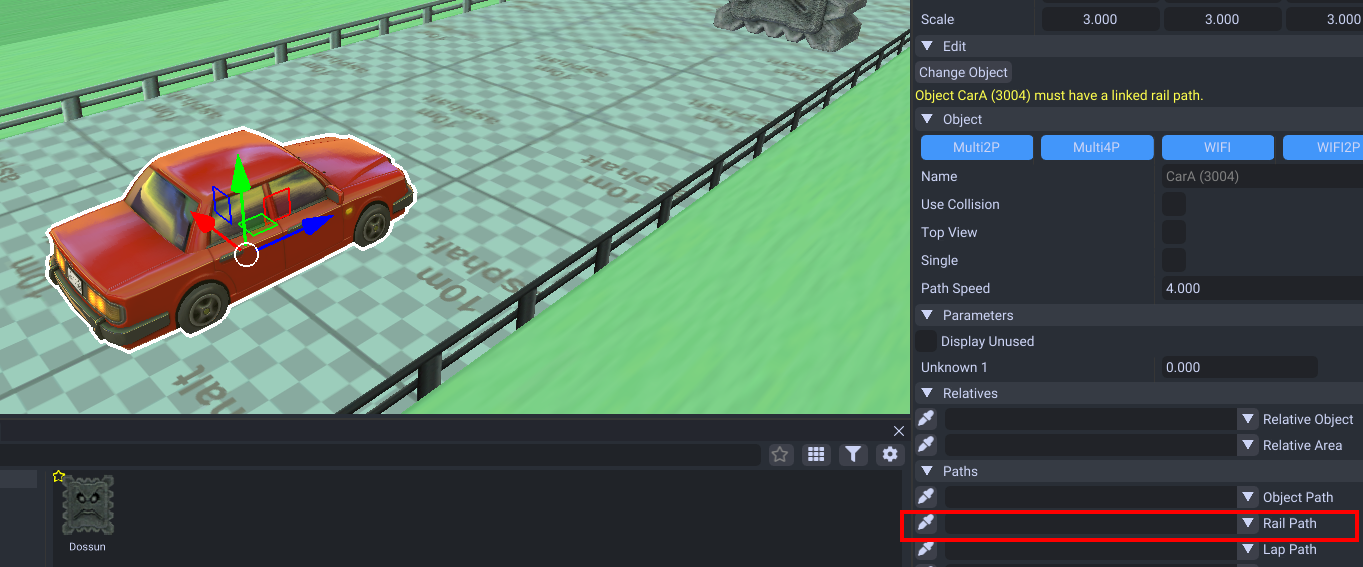 Scale 3.000 3.000 3.000
Edit
Change Object
Object CarA (3004) must have a linked rail path.
Object
Multi2P Multi4P WIFI WIFI2P
Name CarA (3004)
Use Collision
Top View
Single
Path Speed 4.000
Parameters
Display Unused
Unknown 1 0.000
Relatives
Relative Object
Relative Area
Paths
Object Path
Rail Path
Lap Path
10m
10m
asphalt
Dossun